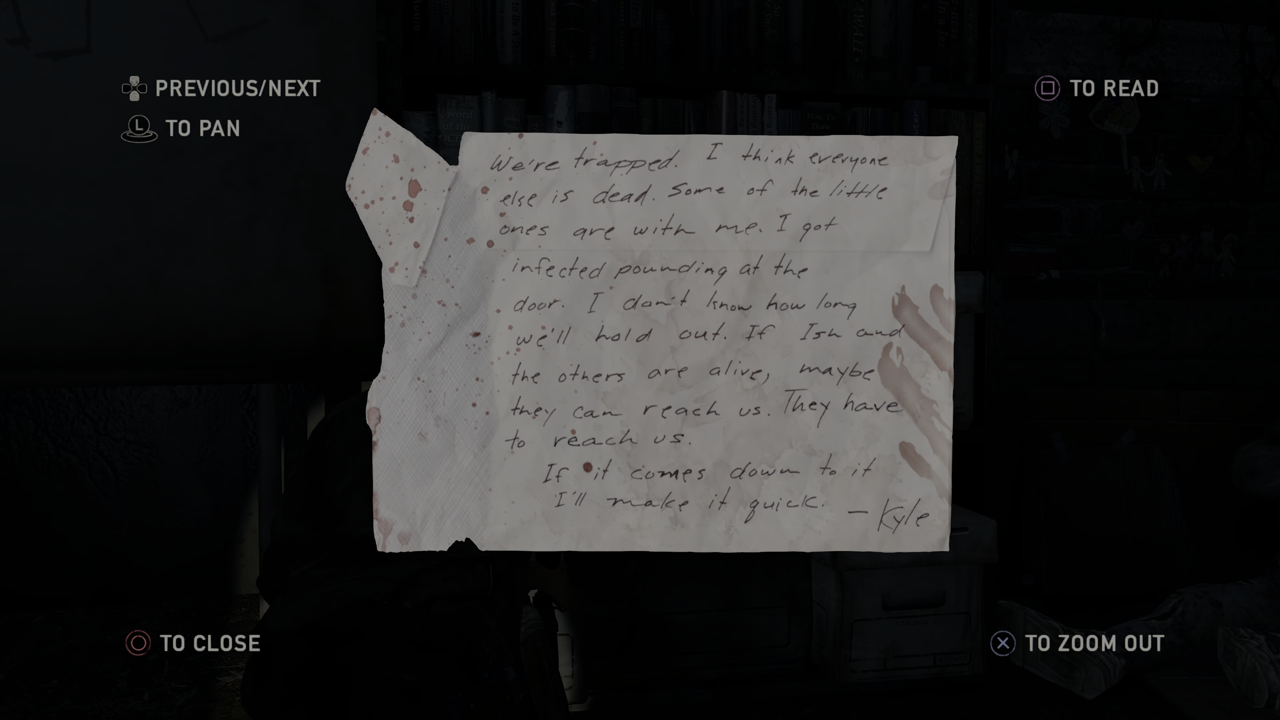 PREVIOUS/NEXT
L TO PAN
TO READ
We're trapped. I think everyone
else is dead. Some of the little
ones are with me. I got
infected pounding at the
door. I don't know how long
we'll hold out. If Ish and
the others are alive, maybe
they can reach us. They have
to reach us.
If it comes down to it
I'll make it quick. — Kyle
TO CLOSE
TO ZOOM OUT